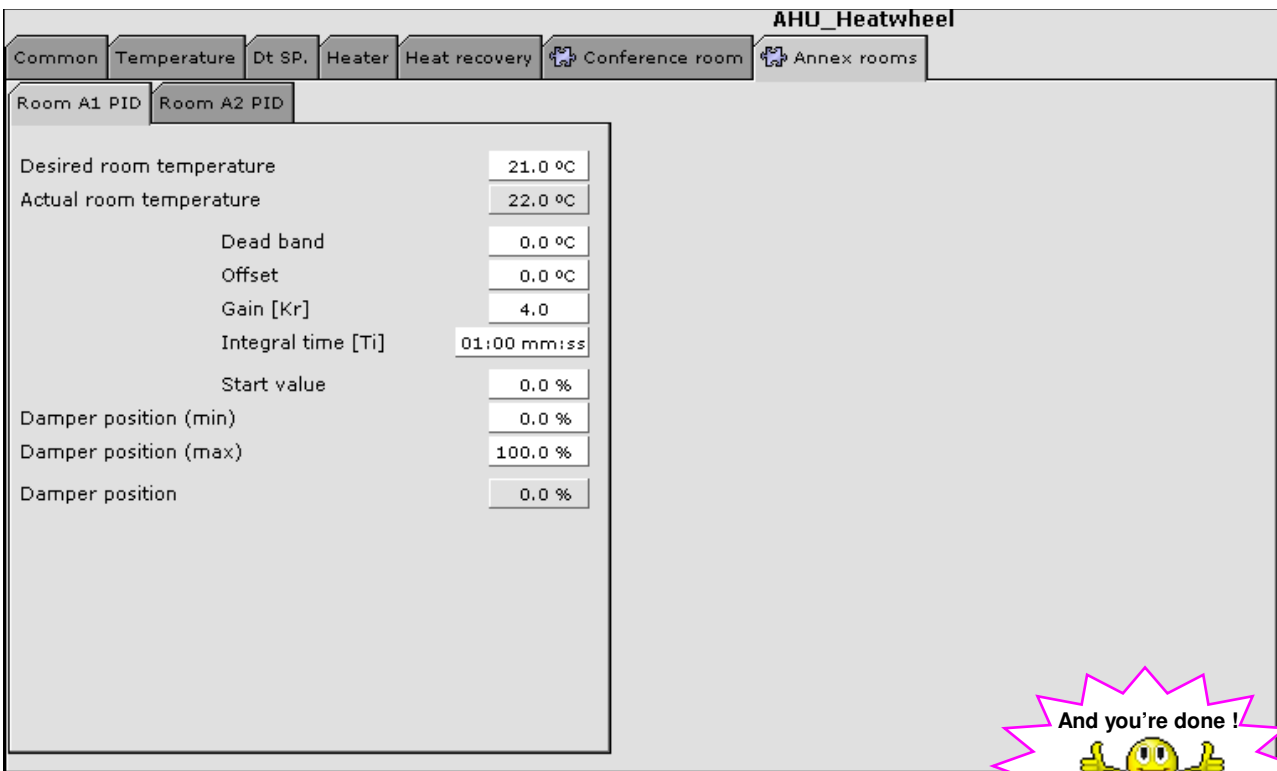 AHU_Heatwheel
Common Temperature Dt SP. Heater Heat recovery Conference room Annex rooms
Room A1 PID Room A2 PID
Desired room temperature 21.0 ºC
Actual room temperature 22.0 ºC
Dead band 0.0 ºC
Offset 0.0 ºC
Gain [Kr] 4.0
Integral time [Ti] 01:00 mm:ss
Start value 0.0 %
Damper position (min) 0.0 %
Damper position (max) 100.0 %
Damper position 0.0 %
And you're done !